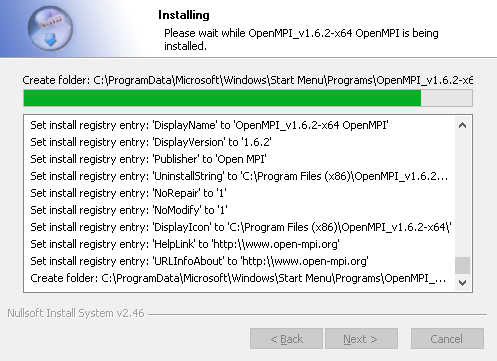 Installing
Please wait while OpenMPI_v1.6.2-x64 OpenMPI is being
installed.
Create folder: C:\ProgramData\Microsoft\Windows\Start Menu\Programs\OpenMPI_v1.6.2-x6
Set install registry entry: 'DisplayName' to 'OpenMPI_v1.6.2-x64 OpenMPI'
Set install registry entry: 'DisplayVersion' to '1.6.2'
Set install registry entry: 'Publisher' to 'Open MPI'
Set install registry entry: 'UninstallString' to 'C:\Program Files (x86)\OpenMPI_v1.6.2...
Set install registry entry: 'NoRepair' to '1'
Set install registry entry: 'NoModify' to '1'
Set install registry entry: 'DisplayIcon' to 'C:\Program Files (x86)\OpenMPI_v1.6.2-x64\'
Set install registry entry: 'HelpLink' to 'http:\\www.open-mpi.org'
Set install registry entry: 'URLInfoAbout' to 'http:\\www.open-mpi.org'
Create folder: C:\ProgramData\Microsoft\Windows\Start Menu\Programs\OpenMPI_...
Nullsoft Install System v2.46
< Back Next > Cancel